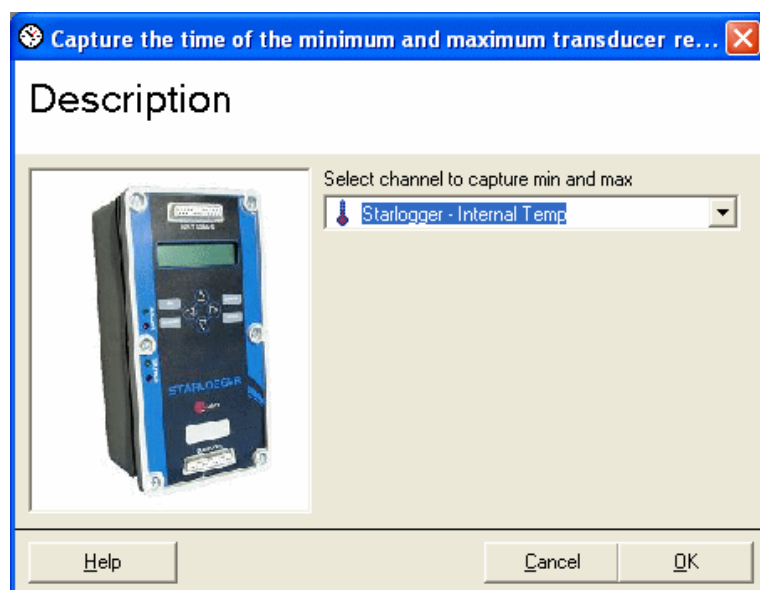 Capture the time of the minimum and maximum transducer re...
Description
Select channel to capture min and max
Starlogger - Internal Temp
STARLOGGER
Help
Cancel
OK